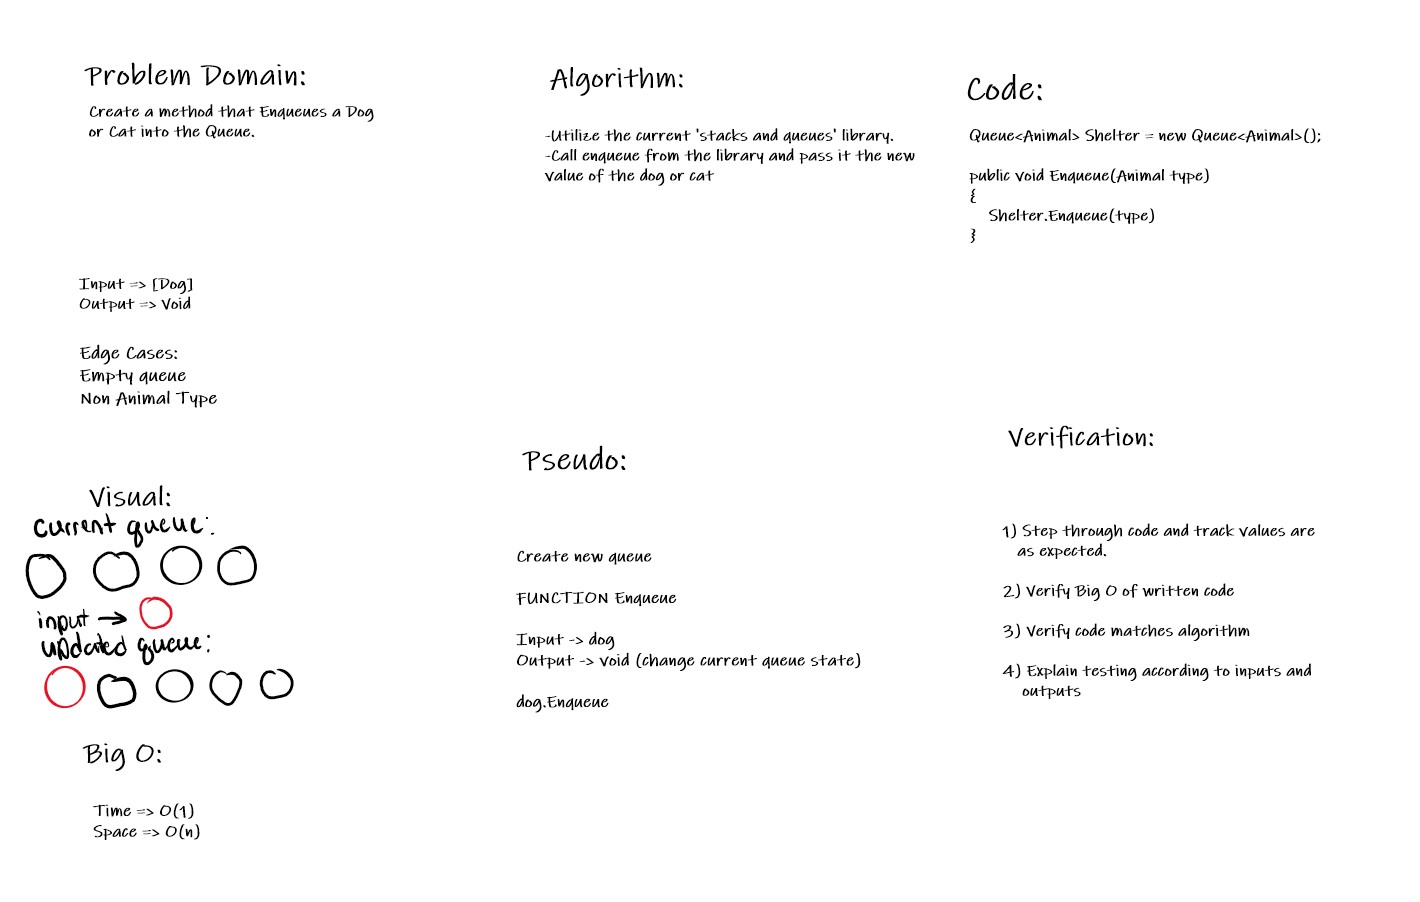 Problem Domain:
Create a method that Enqueues a Dog
or Cat into the Queue.
Input => [Dog]
Output => Void
Edge Cases:
Empty queue
Non Animal Type
Visual:
current queue:
input →
updated queue:
Big O:
Time => O(1)
Space => O(n)
Algorithm:
-Utilize the current 'stacks and queues' library.
-Call enqueue from the library and pass it the new
value of the dog or cat
Pseudo:
Create new queue
FUNCTION Enqueue
Input -> dog
Output -> void (change current queue state)
dog.Enqueue
Code:
Queue<Animal> Shelter = new Queue<Animal>();
public void Enqueue(Animal type)
{
Shelter.Enqueue(type)
}
Verification:
1) Step through code and track values are
as expected.
2) Verify Big O of written code
3) Verify code matches algorithm
4) Explain testing according to inputs and
outputs